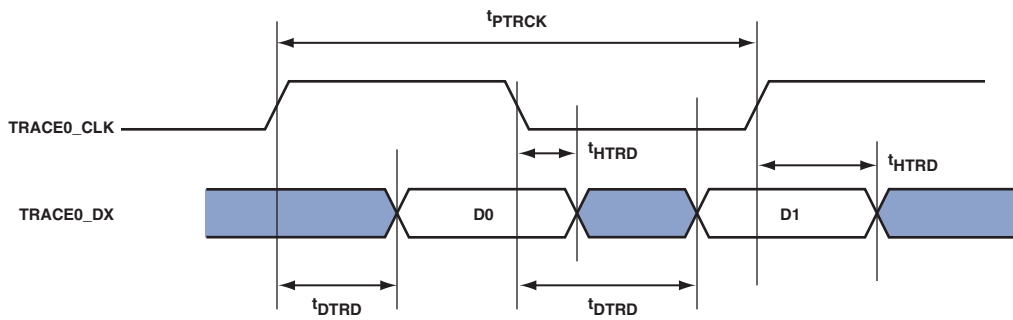 tPTRCK
TRACE0_CLK
tHTRD
tHTRD
TRACE0_DX
D0
D1
tDTRD
tDTRD